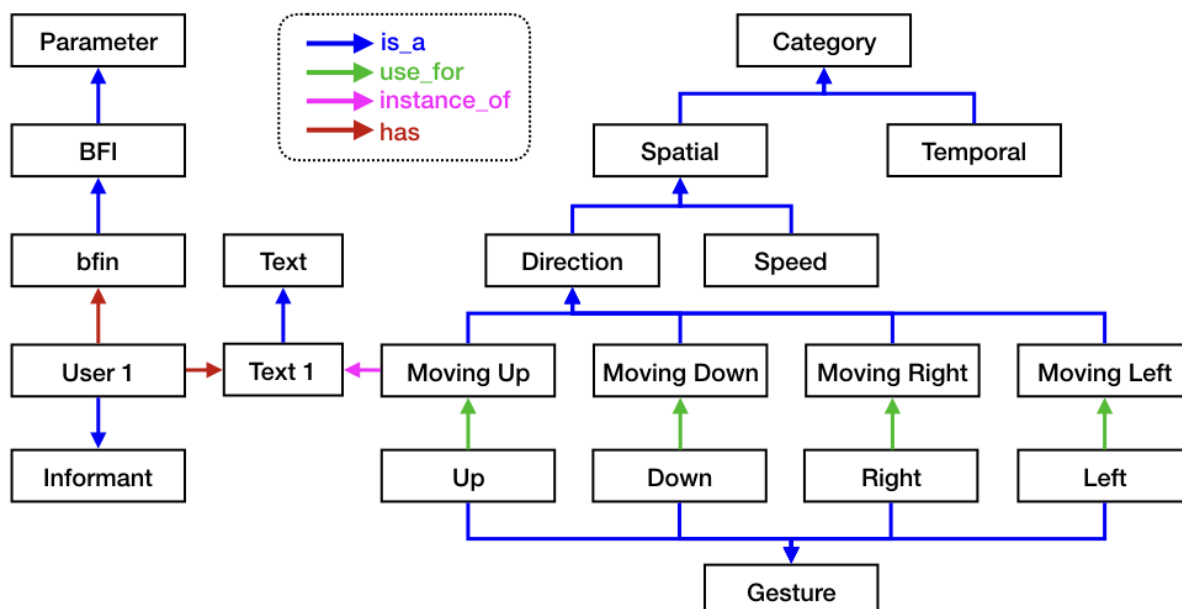 Parameter
is_a
use_for
instance_of
has
Category
BFI
Spatial
Temporal
bfin
Text
Direction
Speed
User 1
Text 1
Moving Up
Moving Down
Moving Right
Moving Left
Informant
Up
Down
Right
Left
Gesture